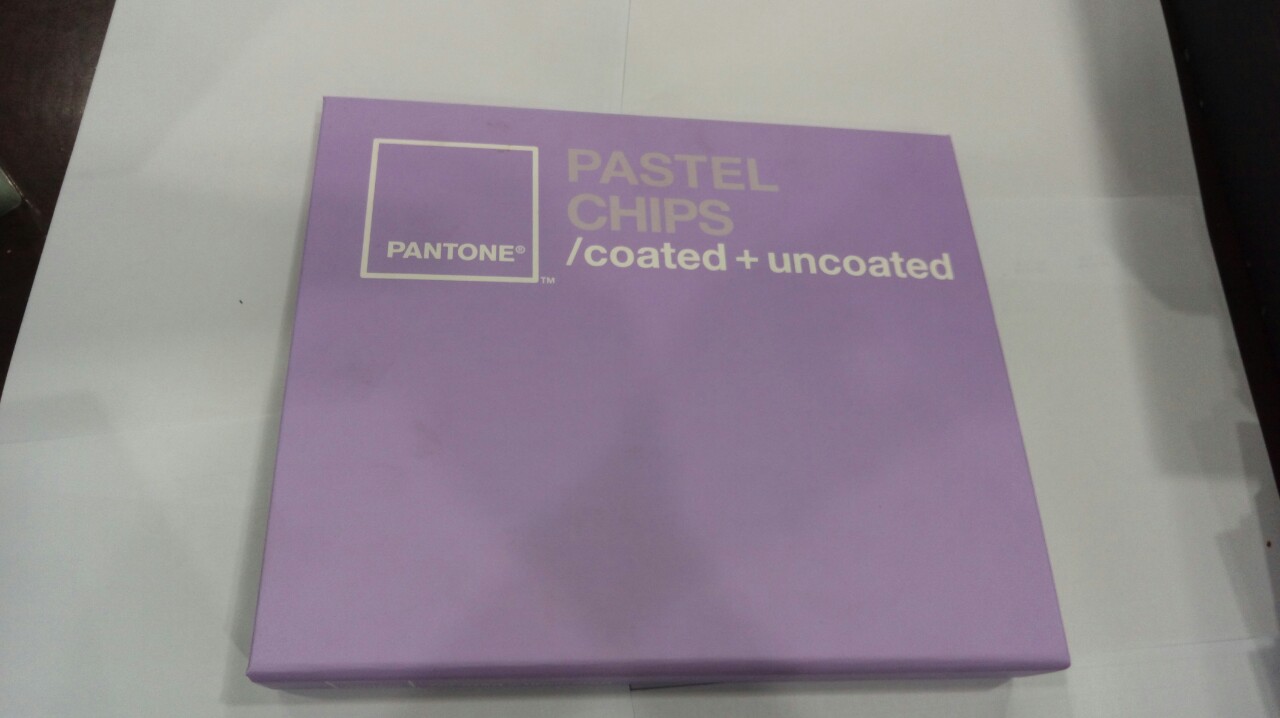 PANTONE®
TM
PASTEL
CHIPS
/coated + uncoated